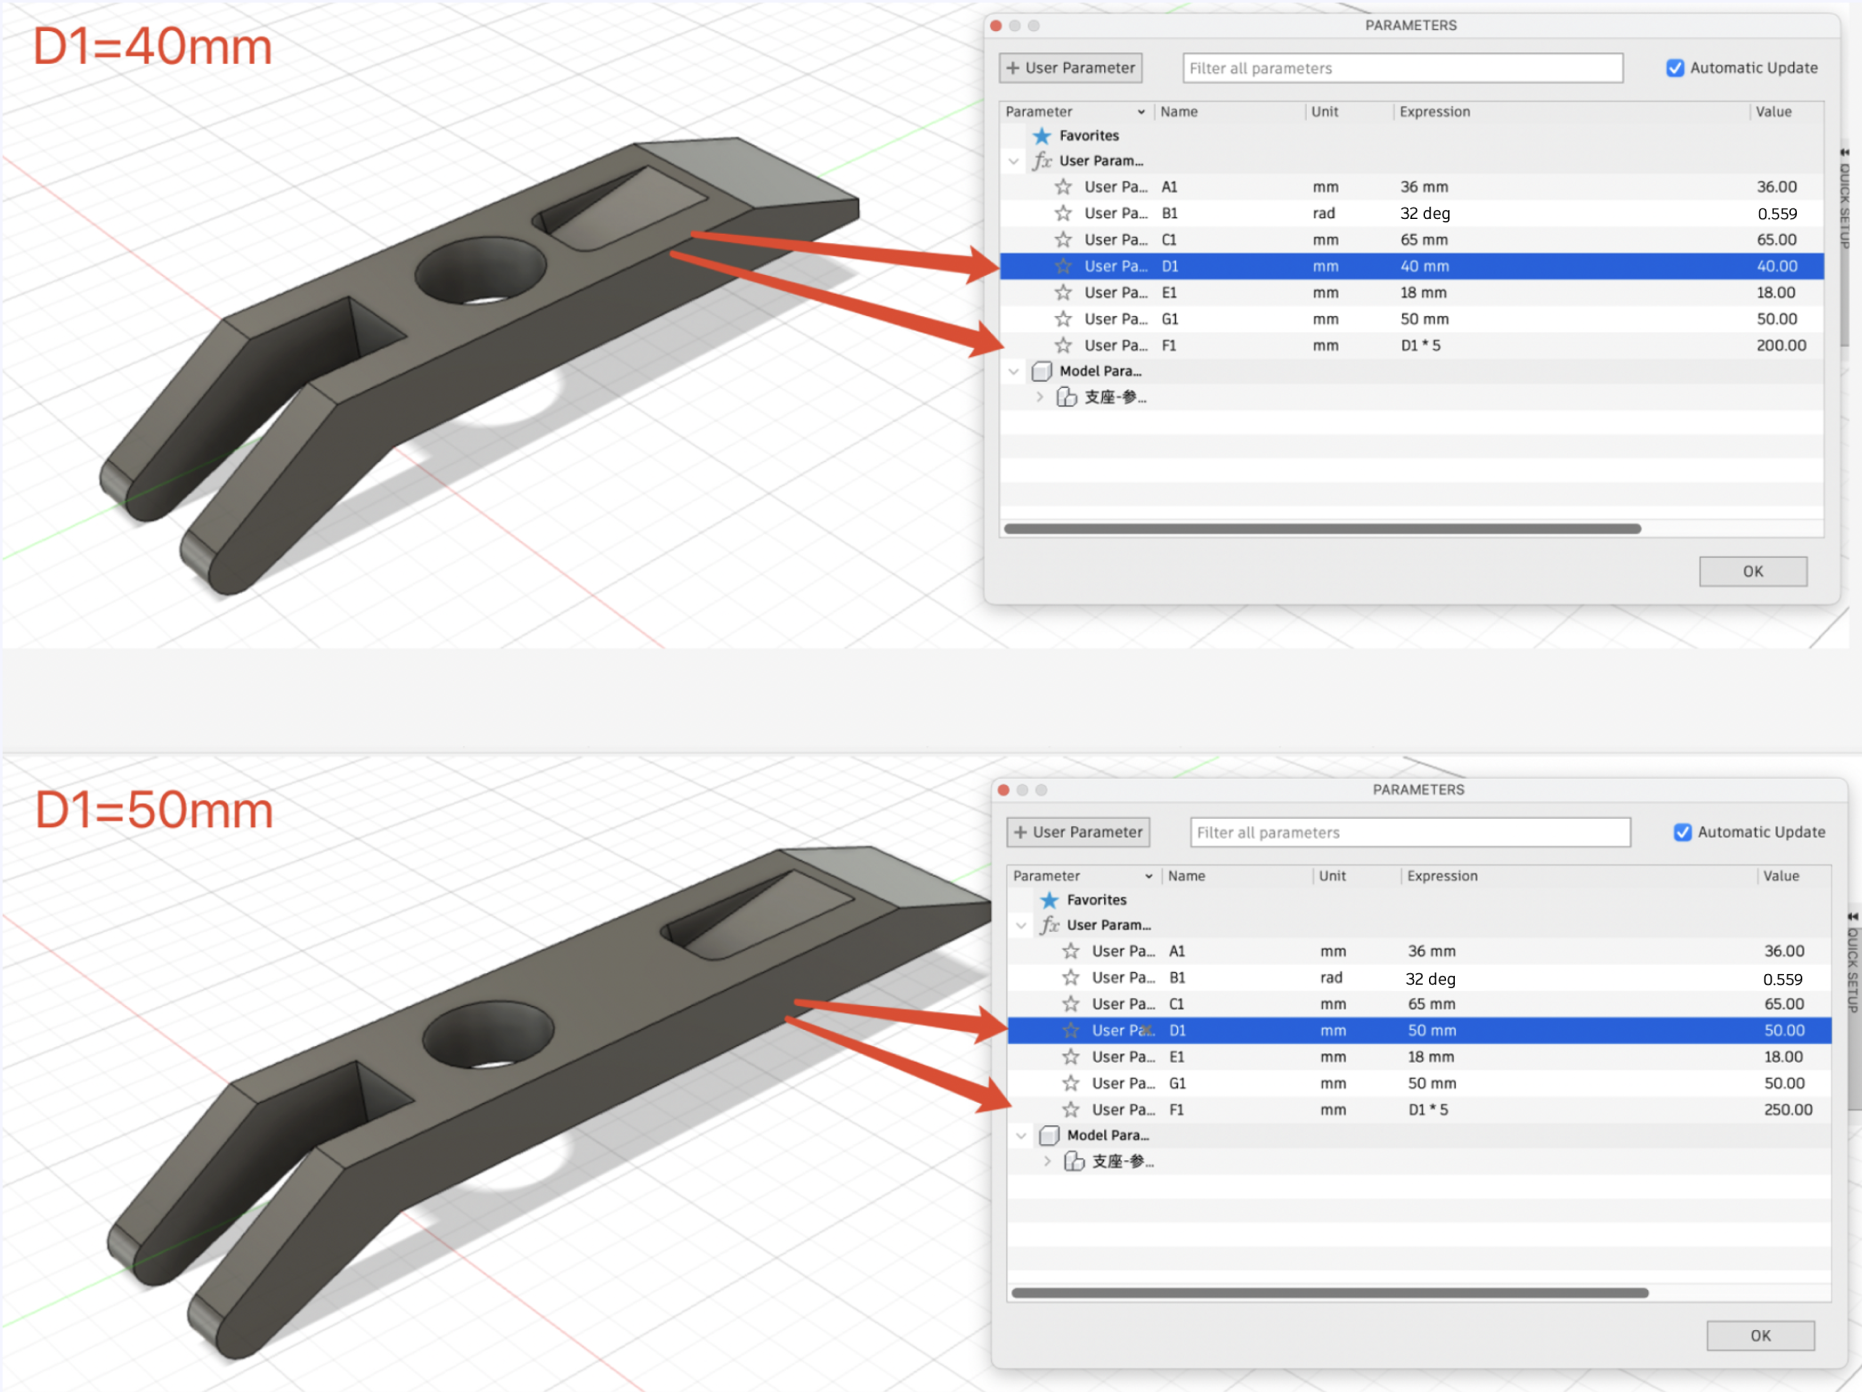 D1=40mm
PARAMETERS
+ User Parameter
Filter all parameters
Automatic Update
Parameter Name Unit Expression Value
Favorites
fx User Param...
User Pa... A1 mm 36 mm 36.00
User Pa... B1 rad 32 deg 0.559
User Pa... C1 mm 65 mm 65.00
User Pa... D1 mm 40 mm 40.00
User Pa... E1 mm 18 mm 18.00
User Pa... G1 mm 50 mm 50.00
User Pa... F1 mm D1 * 5 200.00
Model Para...
支座-参...
OK
QUICK SETUP
D1=50mm
PARAMETERS
+ User Parameter
Filter all parameters
Automatic Update
Parameter Name Unit Expression Value
Favorites
fx User Param...
User Pa... A1 mm 36 mm 36.00
User Pa... B1 rad 32 deg 0.559
User Pa... C1 mm 65 mm 65.00
User Pa... D1 mm 50 mm 50.00
User Pa... E1 mm 18 mm 18.00
User Pa... G1 mm 50 mm 50.00
User Pa... F1 mm D1 * 5 250.00
Model Para...
支座-参...
OK
QUICK SETUP